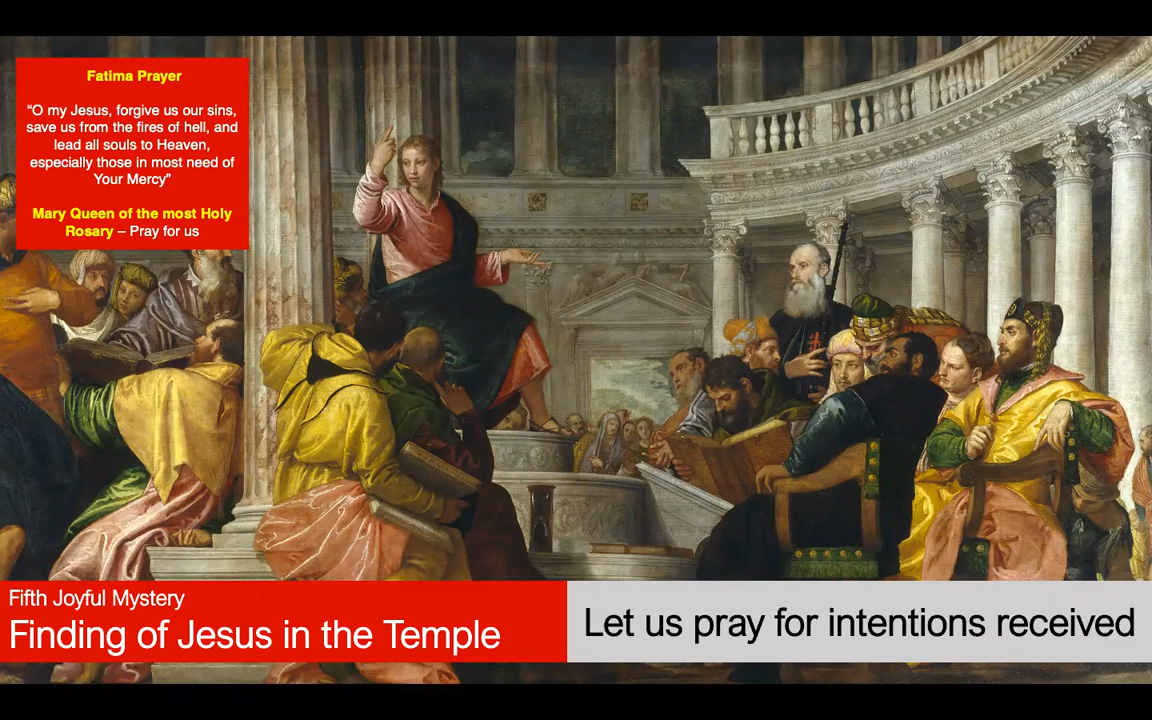 Fatima Prayer
“O my Jesus, forgive us our sins,
save us from the fires of hell, and
lead all souls to Heaven,
especially those in most need of
Your Mercy”
Mary Queen of the most Holy
Rosary – Pray for us
Fifth Joyful Mystery
Finding of Jesus in the Temple
Let us pray for intentions received